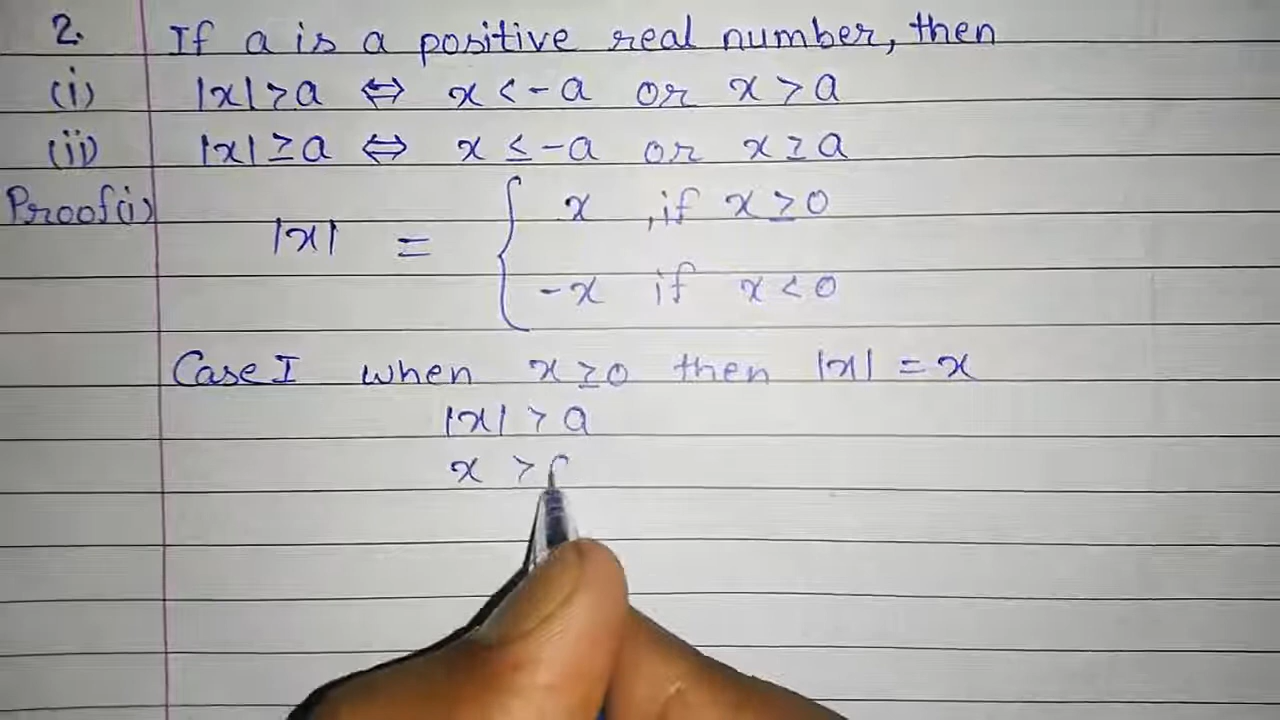 2. If a is a positive real number, then
(i) |x| > a ⇔ x < -a or x > a
(ii) |x| ≥ a ⇔ x ≤ -a or x ≥ a
Proof(i)
|x| = { x , if x ≥ 0
-x if x < 0
Case I when x ≥ 0 then |x| = x
|x| > a
x >